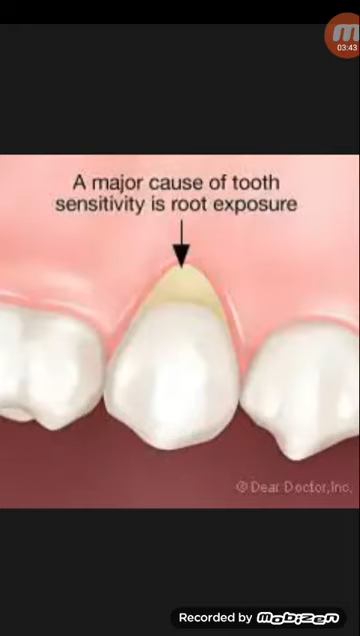 03:43
A major cause of tooth
sensitivity is root exposure
© Dear Doctor,Inc.
Recorded by Mobizen